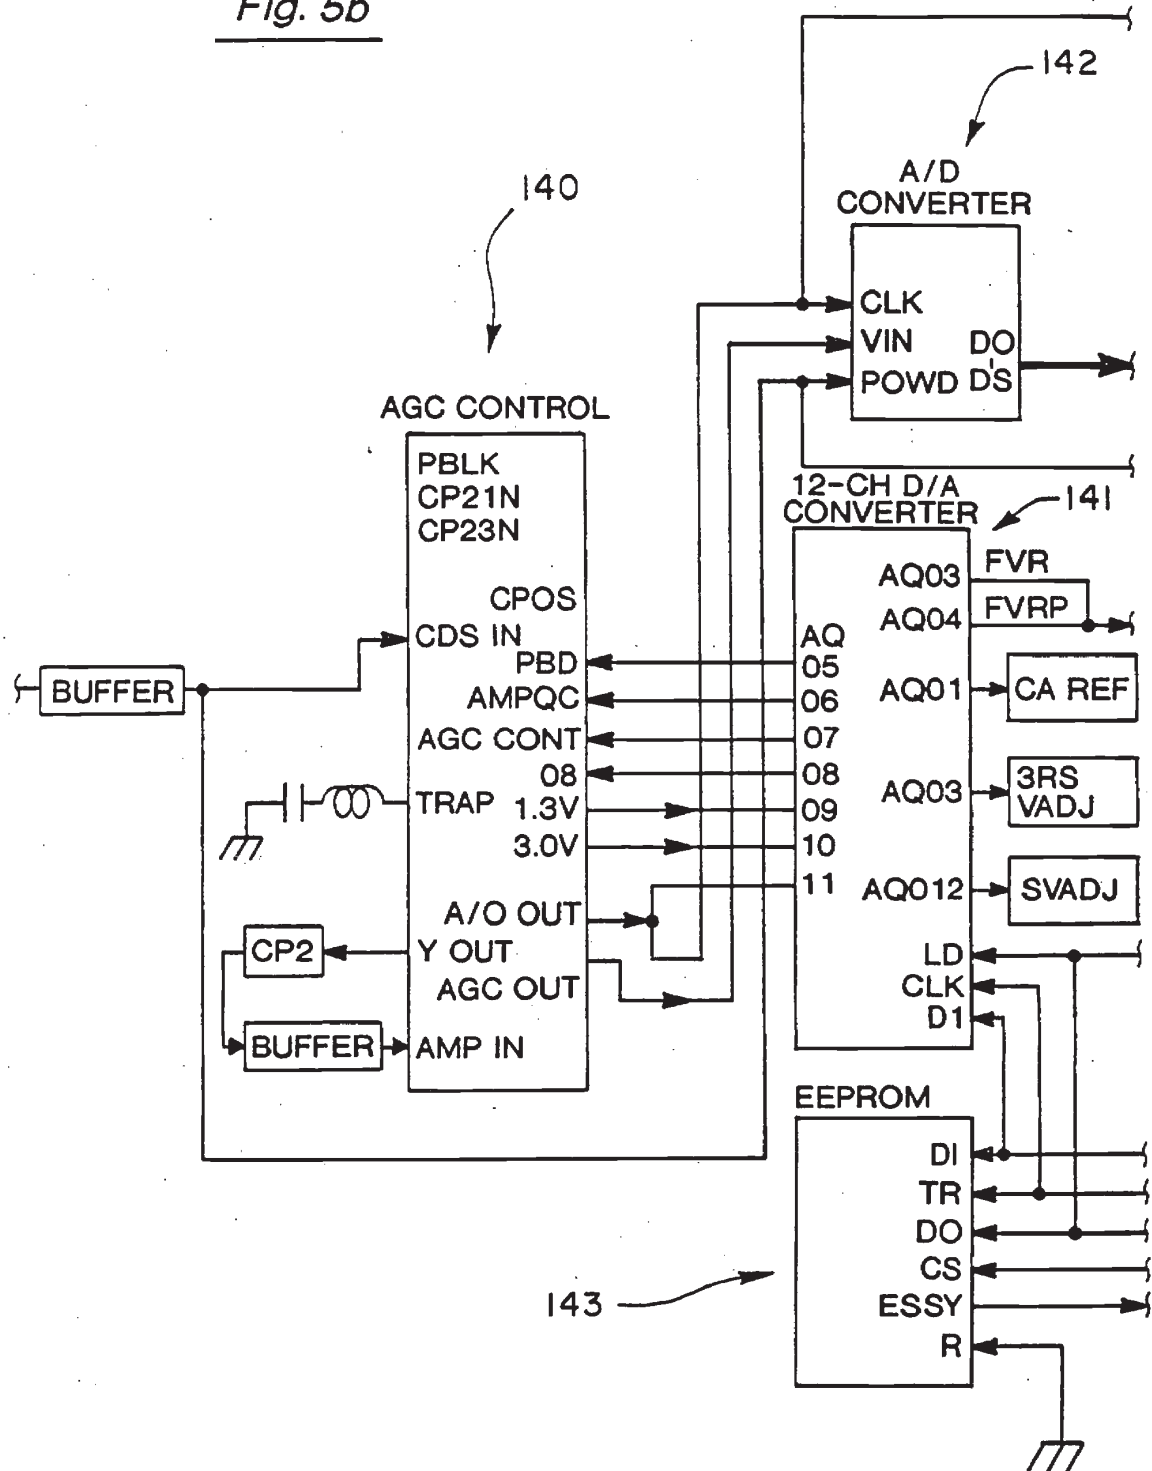 Fig. 5b
142
A/D
CONVERTER
140
CLK
VIN
DO
POWD D'S
AGC CONTROL
PBLK
CP21N
CP23N
12-CH D/A
CONVERTER
141
AQ03
FVR
CPOS
AQ04
FVRP
CDS IN
AQ
PBD
05
BUFFER
AMPQC
06
AQ01
CA REF
AGC CONT
07
08
08
TRAP
1.3V
09
AQ03
3RS
VADJ
3.0V
10
11
AQ012
SVADJ
A/O OUT
CP2
Y OUT
LD
AGC OUT
CLK
D1
BUFFER
AMP IN
EEPROM
DI
TR
DO
CS
143
ESSY
R